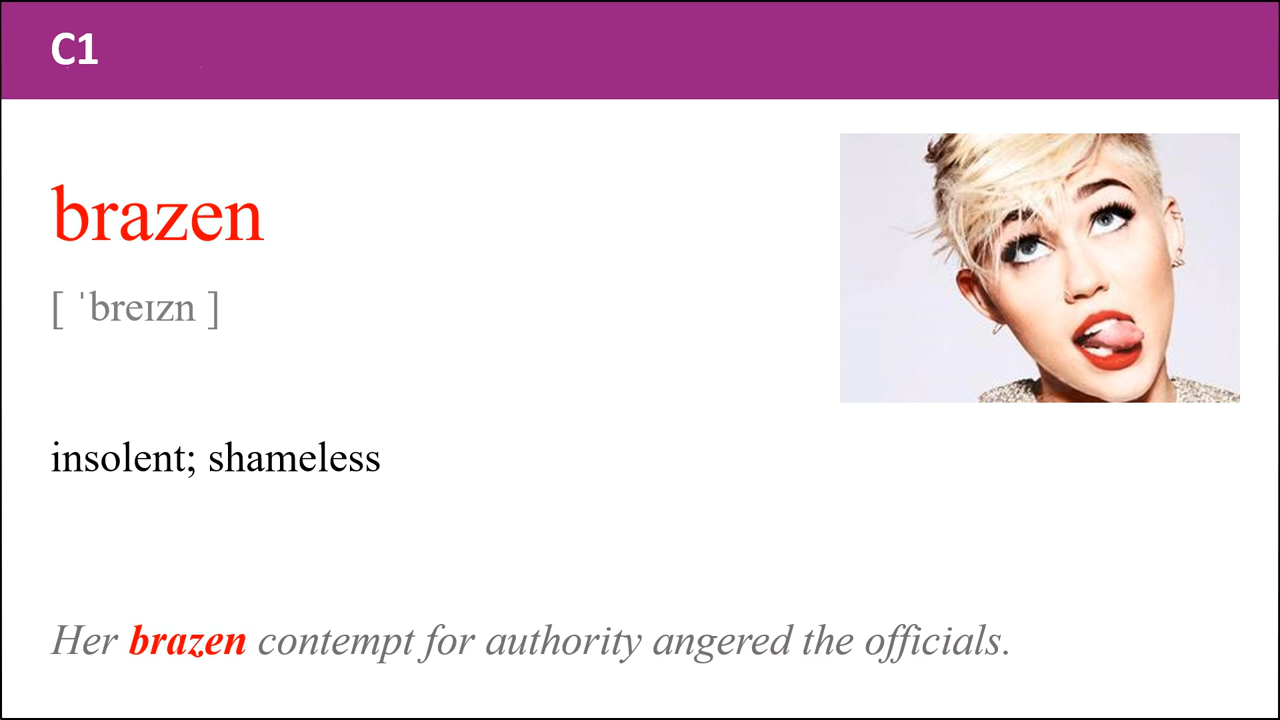 C1
brazen
[ ˈbreɪzn ]
insolent; shameless
Her brazen contempt for authority angered the officials.